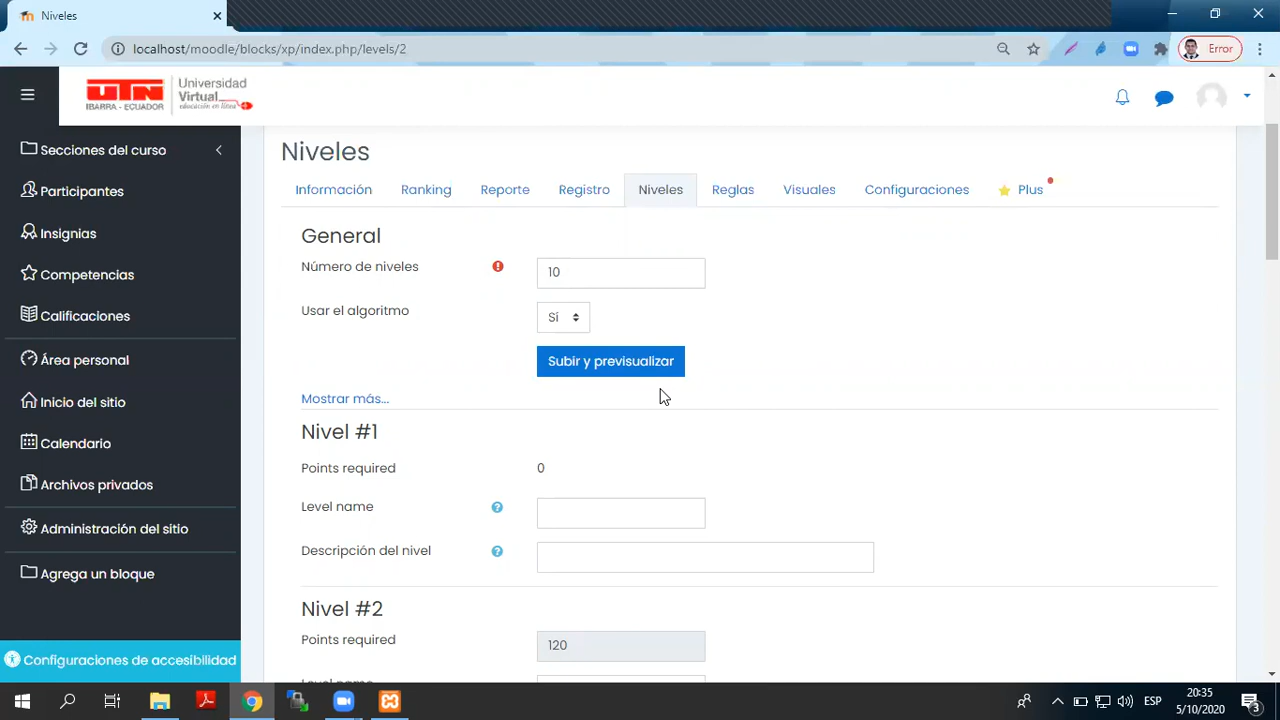 Niveles
localhost/moodle/blocks/xp/index.php/levels/2
Error
UTN
IBARRA - ECUADOR
Universidad
Virtual
educación en línea
Secciones del curso
Participantes
Insignias
Competencias
Calificaciones
Área personal
Inicio del sitio
Calendario
Archivos privados
Administración del sitio
Agrega un bloque
Configuraciones de accesibilidad
Niveles
Información
Ranking
Reporte
Registro
Niveles
Reglas
Visuales
Configuraciones
Plus
General
Número de niveles
10
Usar el algoritmo
Sí
Subir y previsualizar
Mostrar más...
Nivel #1
Points required
0
Level name
Descripción del nivel
Nivel #2
Points required
120
Level name
ESP
20:35
5/10/2020
3